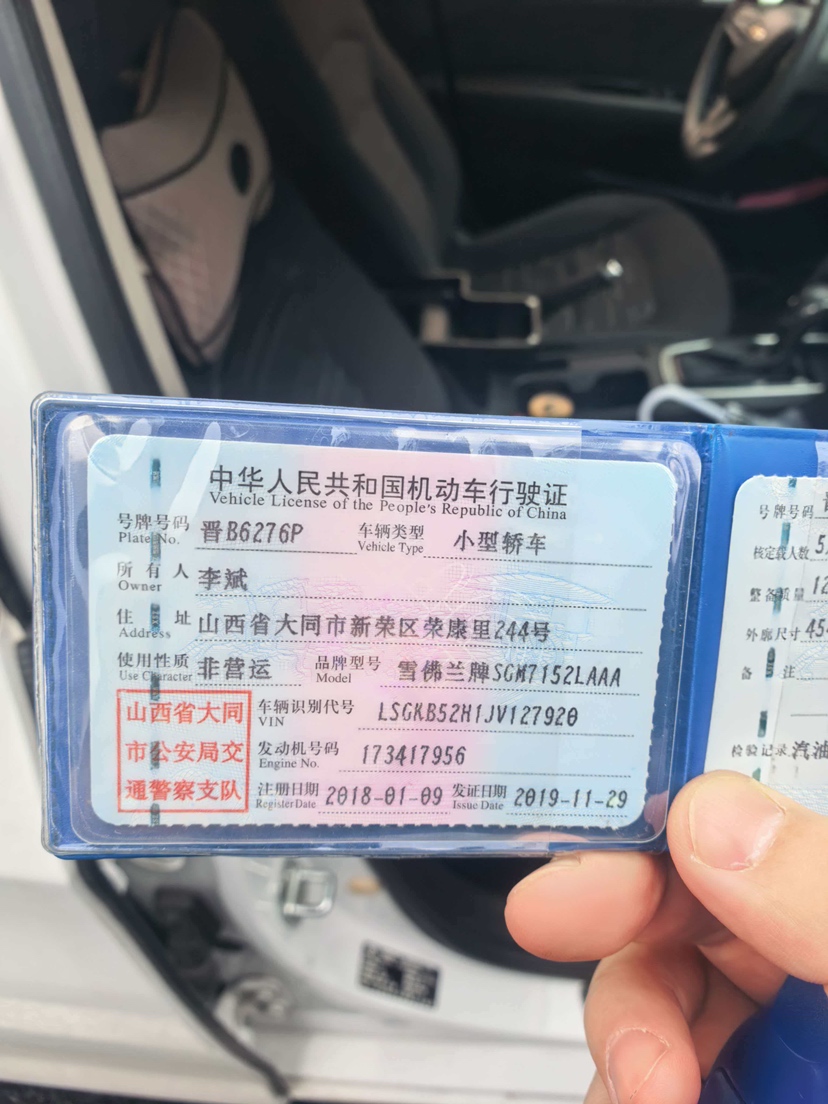 中华人民共和国机动车行驶证
Vehicle License of the People's Republic of China
号牌号码 晋B6276P 车辆类型 小型轿车
Plate No. Vehicle Type
所有人 李斌
Owner
住址 山西省大同市新荣区荣康里244号
Address
使用性质 非营运 品牌型号 雪佛兰牌SGM7152LAAA
Use Character Model
山西省大同
市公安局交
通警察支队
车辆识别代号 LSGKB52H1JV127920
VIN
发动机号码 173417956
Engine No.
注册日期 2018-01-09 发证日期 2019-11-29
Register Date Issue Date
号牌号码
核定载人数
整备质量
外廓尺寸
备注
检验记录